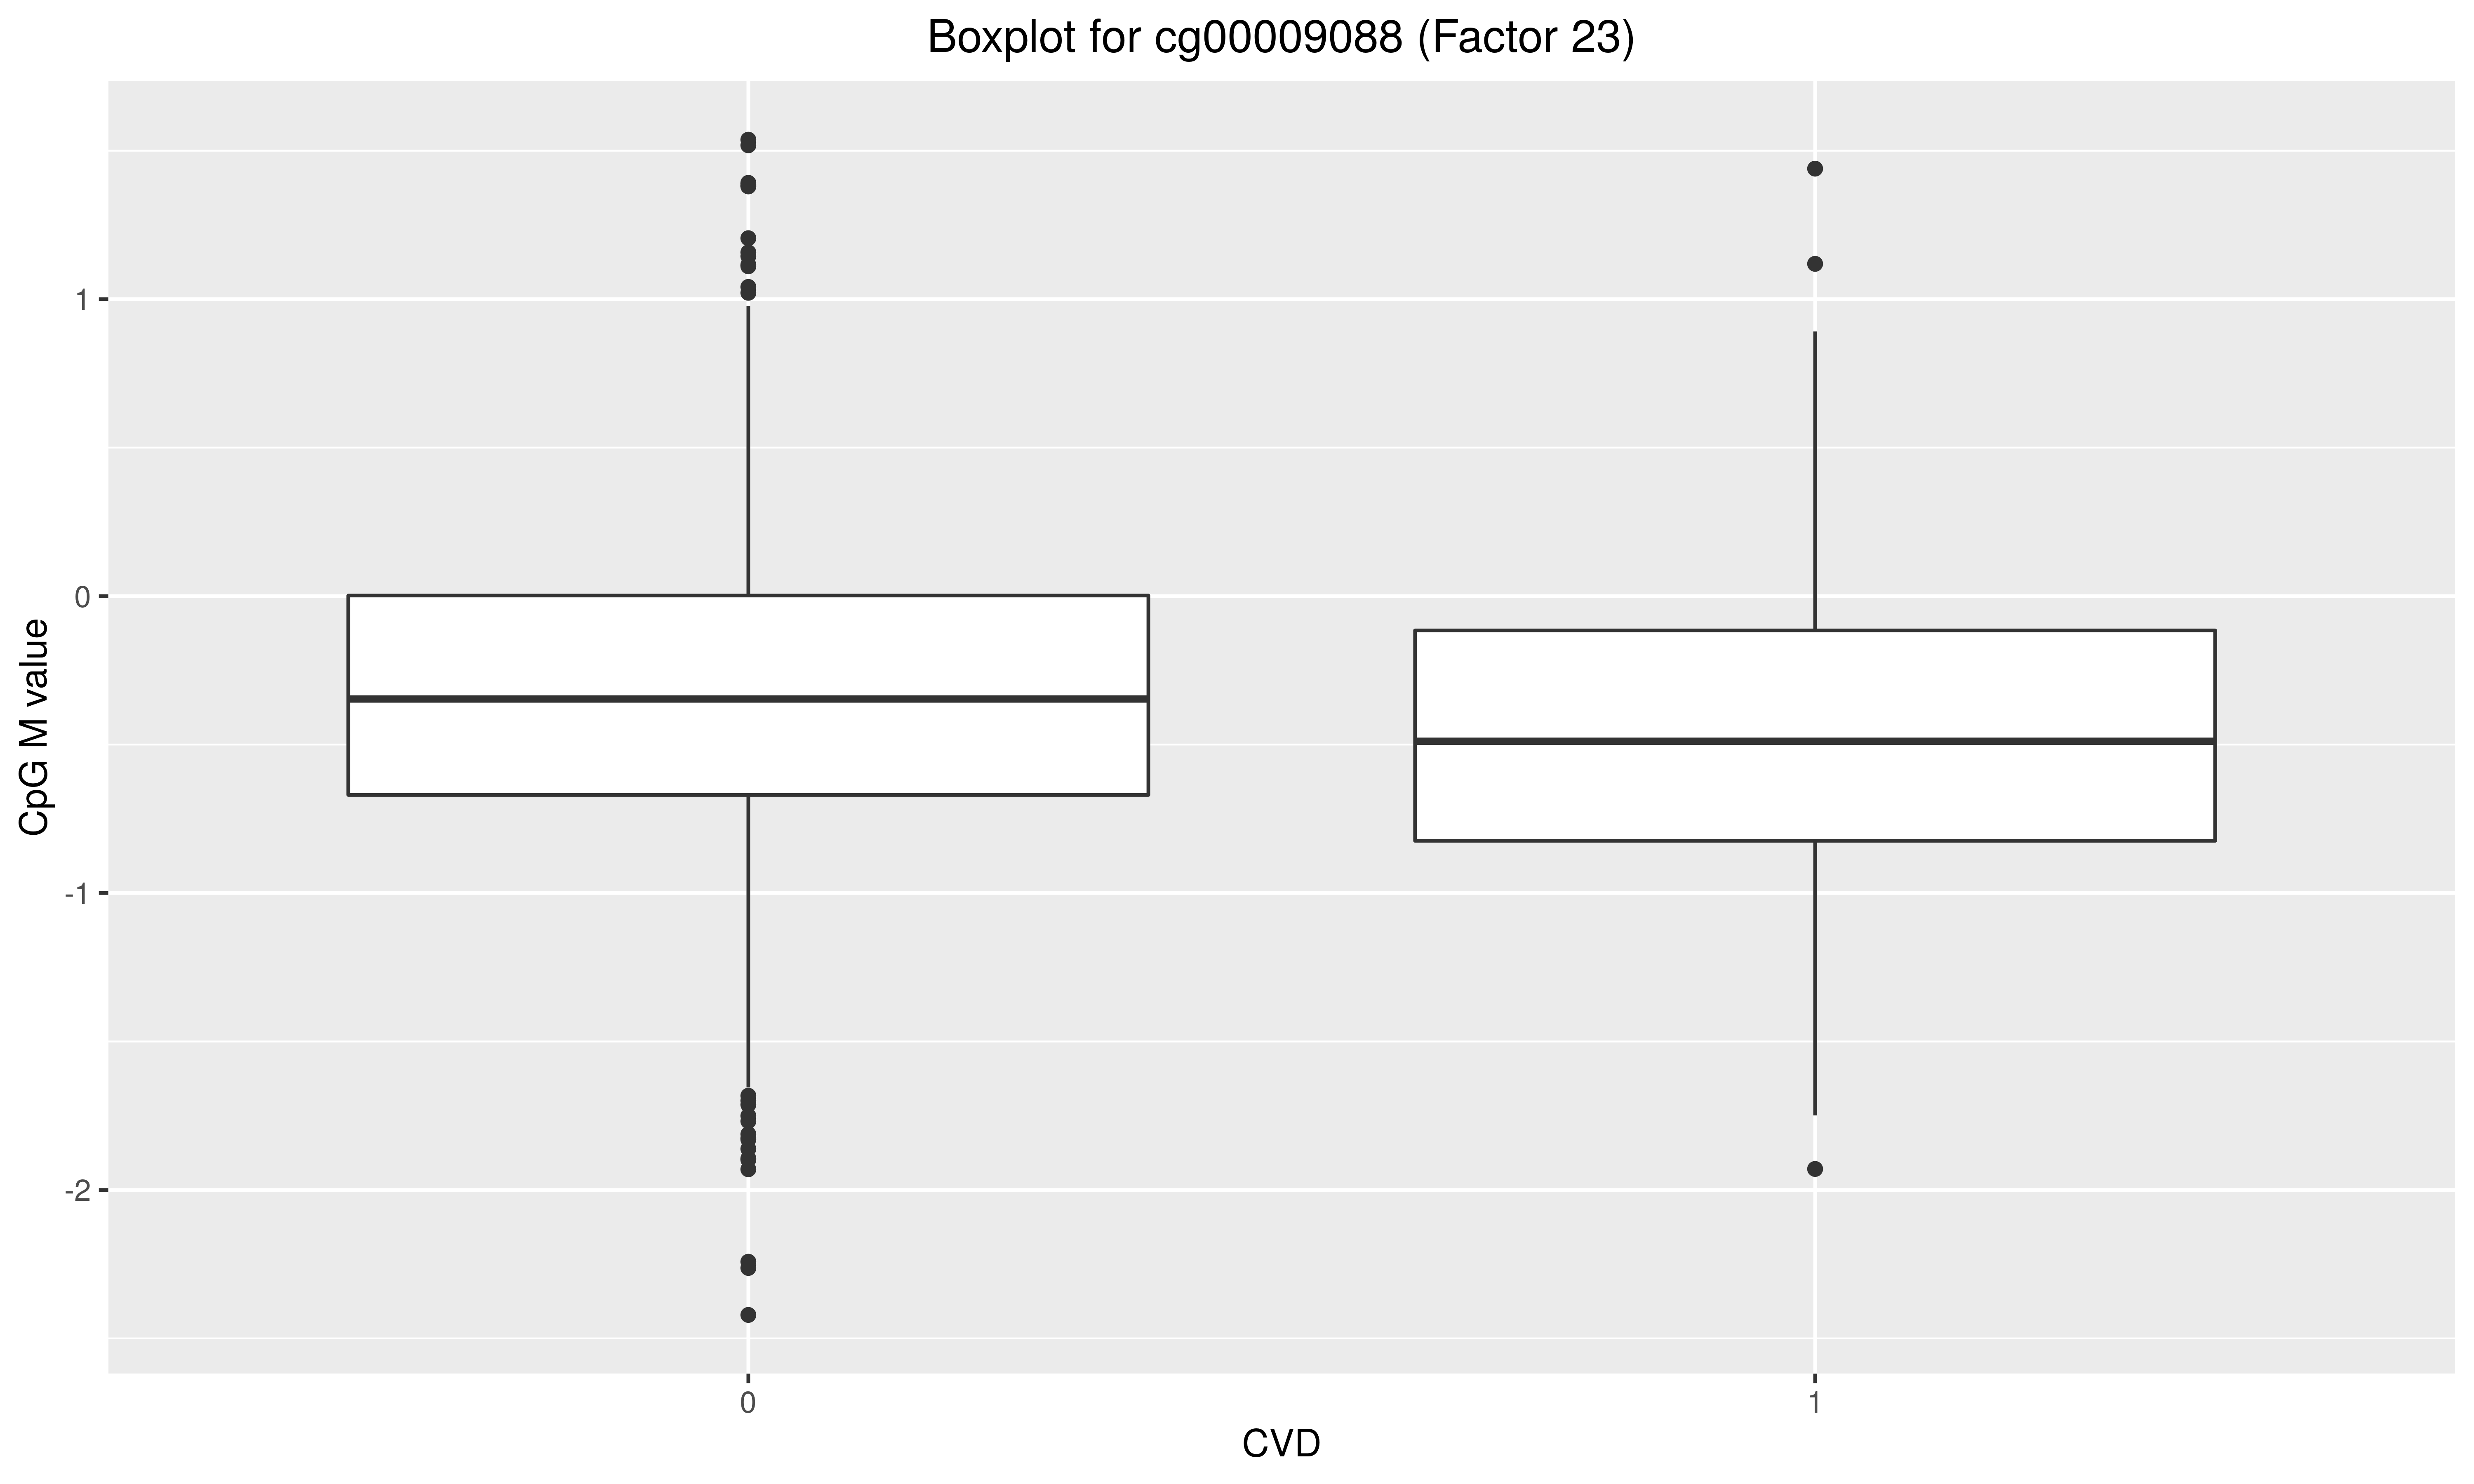 Boxplot for cg00009088 (Factor 23)
CpG M value
1
0
-1
-2
0
1
CVD